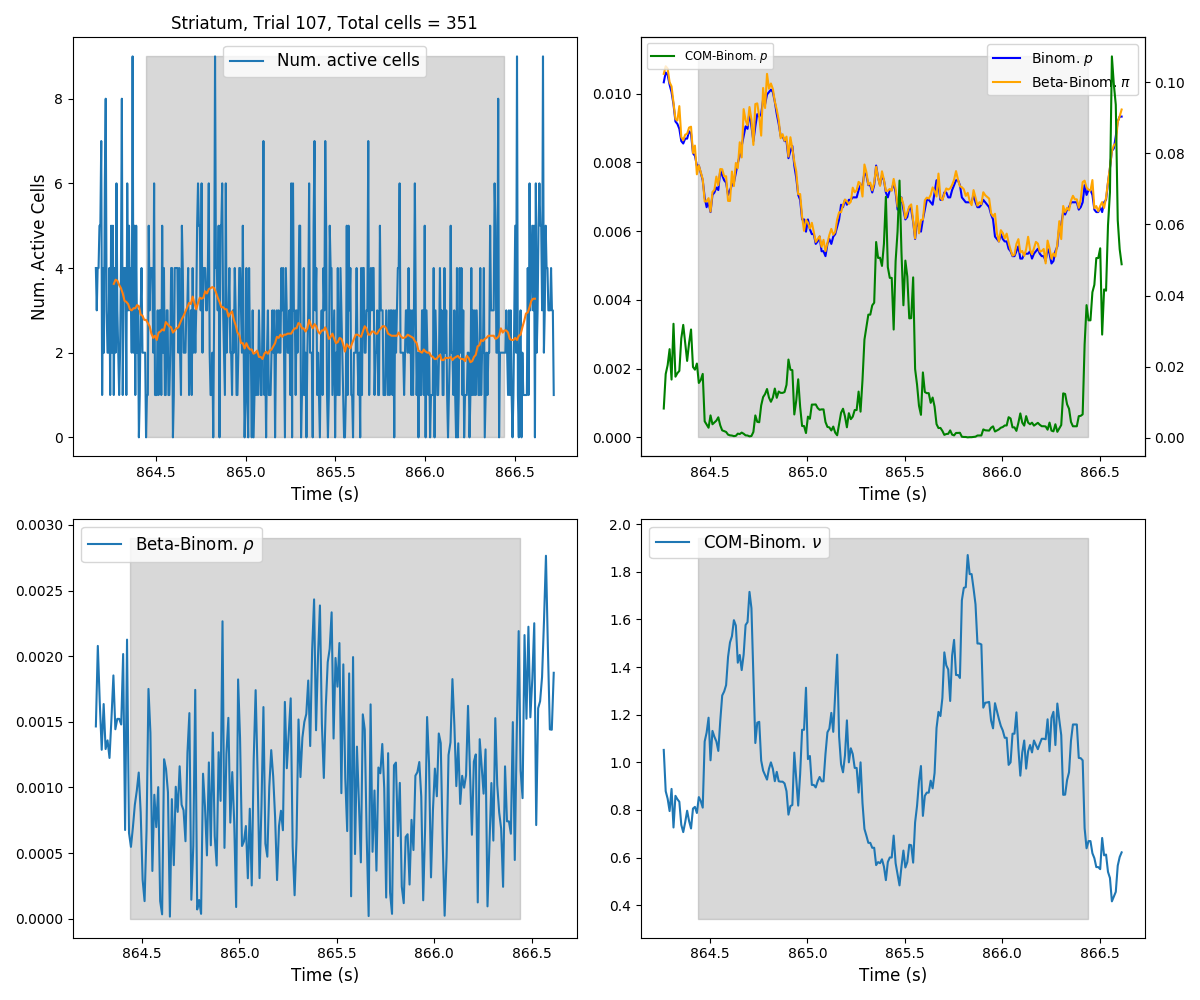 Striatum, Trial 107, Total cells = 351
Num. active cells
Num. Active Cells
8
6
4
2
0
864.5 865.0 865.5 866.0 866.5
Time (s)
COM-Binom. p
Binom. p
Beta-Binom. π
0.010
0.008
0.006
0.004
0.002
0.000
0.10
0.08
0.06
0.04
0.02
0.00
864.5 865.0 865.5 866.0 866.5
Time (s)
Beta-Binom. ρ
0.0030
0.0025
0.0020
0.0015
0.0010
0.0005
0.0000
864.5 865.0 865.5 866.0 866.5
Time (s)
COM-Binom. ν
2.0
1.8
1.6
1.4
1.2
1.0
0.8
0.6
0.4
864.5 865.0 865.5 866.0 866.5
Time (s)